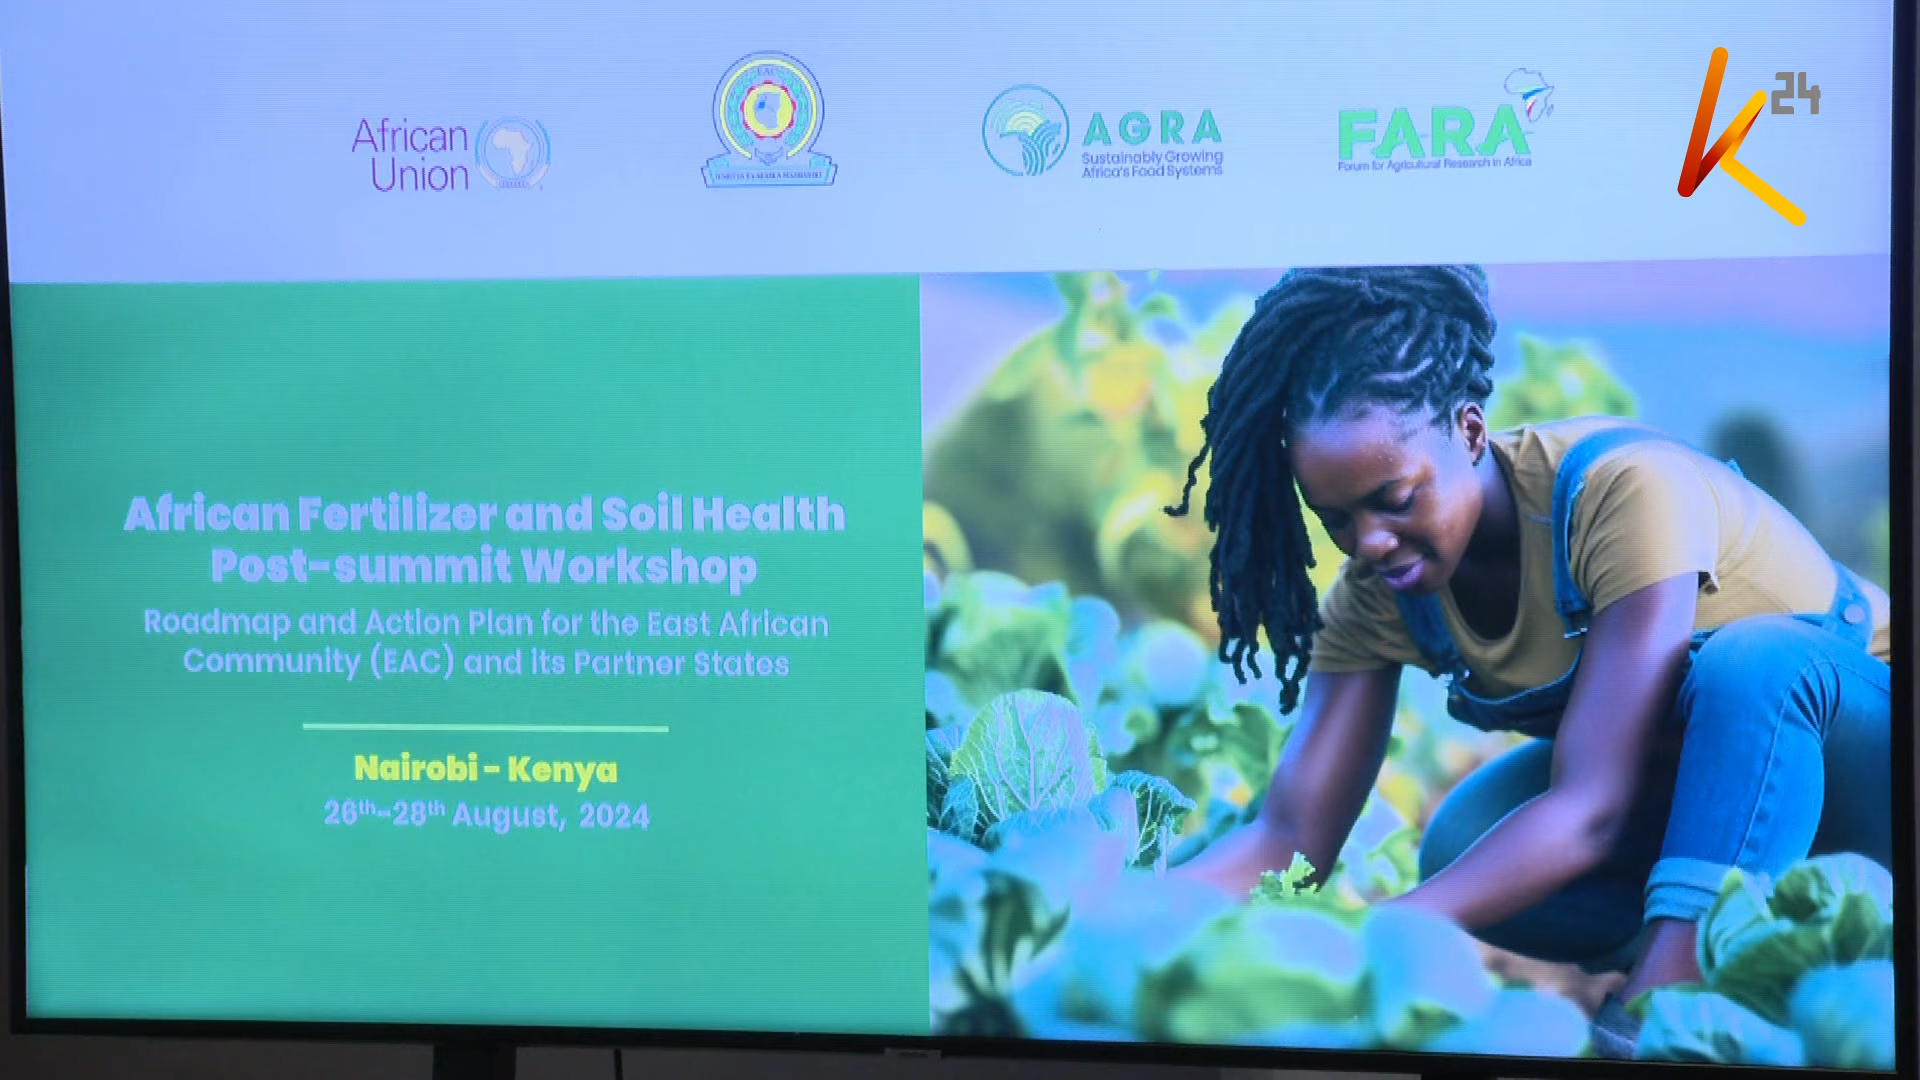 African
Union
EAC
AGRA
Sustainably Growing
Africa's Food Systems
FARA
Forum for Agricultural Research in Africa
24
African Fertilizer and Soil Health
Post-summit Workshop
Roadmap and Action Plan for the East African
Community (EAC) and its Partner States
Nairobi - Kenya
26th-28th August, 2024